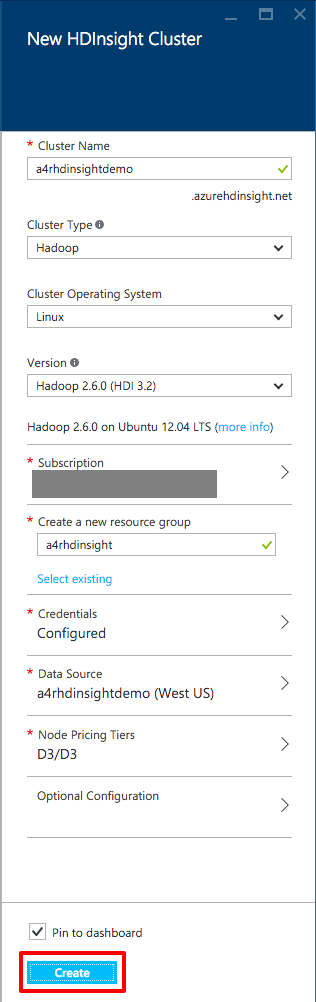 New HDInsight Cluster
* Cluster Name
a4rhdinsightdemo
.azurehdinsight.net
Cluster Type
Hadoop
Cluster Operating System
Linux
Version
Hadoop 2.6.0 (HDI 3.2)
Hadoop 2.6.0 on Ubuntu 12.04 LTS (more info)
* Subscription
* Create a new resource group
a4rhdinsight
Select existing
* Credentials
Configured
* Data Source
a4rhdinsightdemo (West US)
* Node Pricing Tiers
D3/D3
Optional Configuration
Pin to dashboard
Create